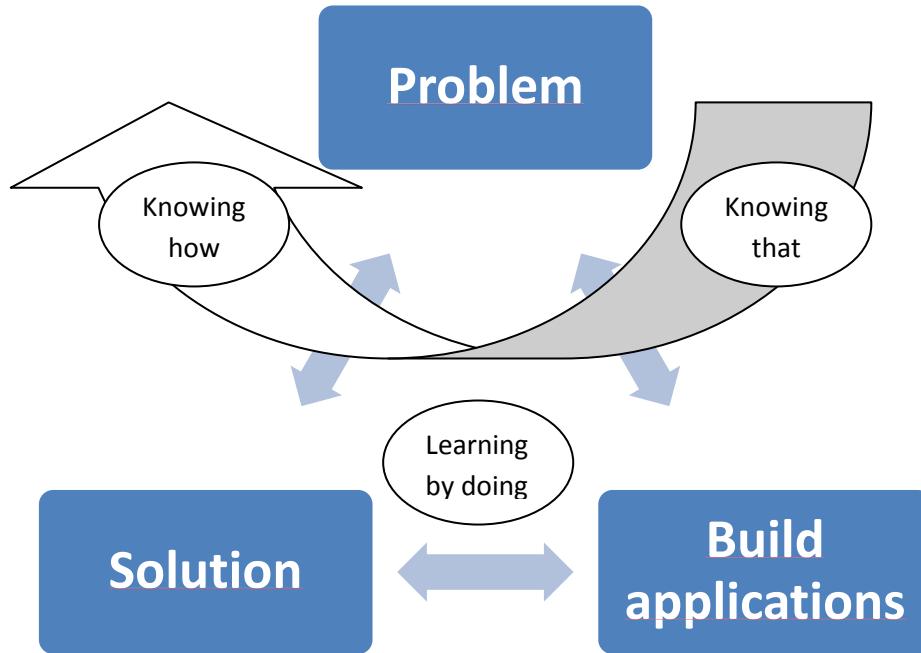 Problem
Knowing
how
Knowing
that
Learning
by doing
Solution
Build
applications